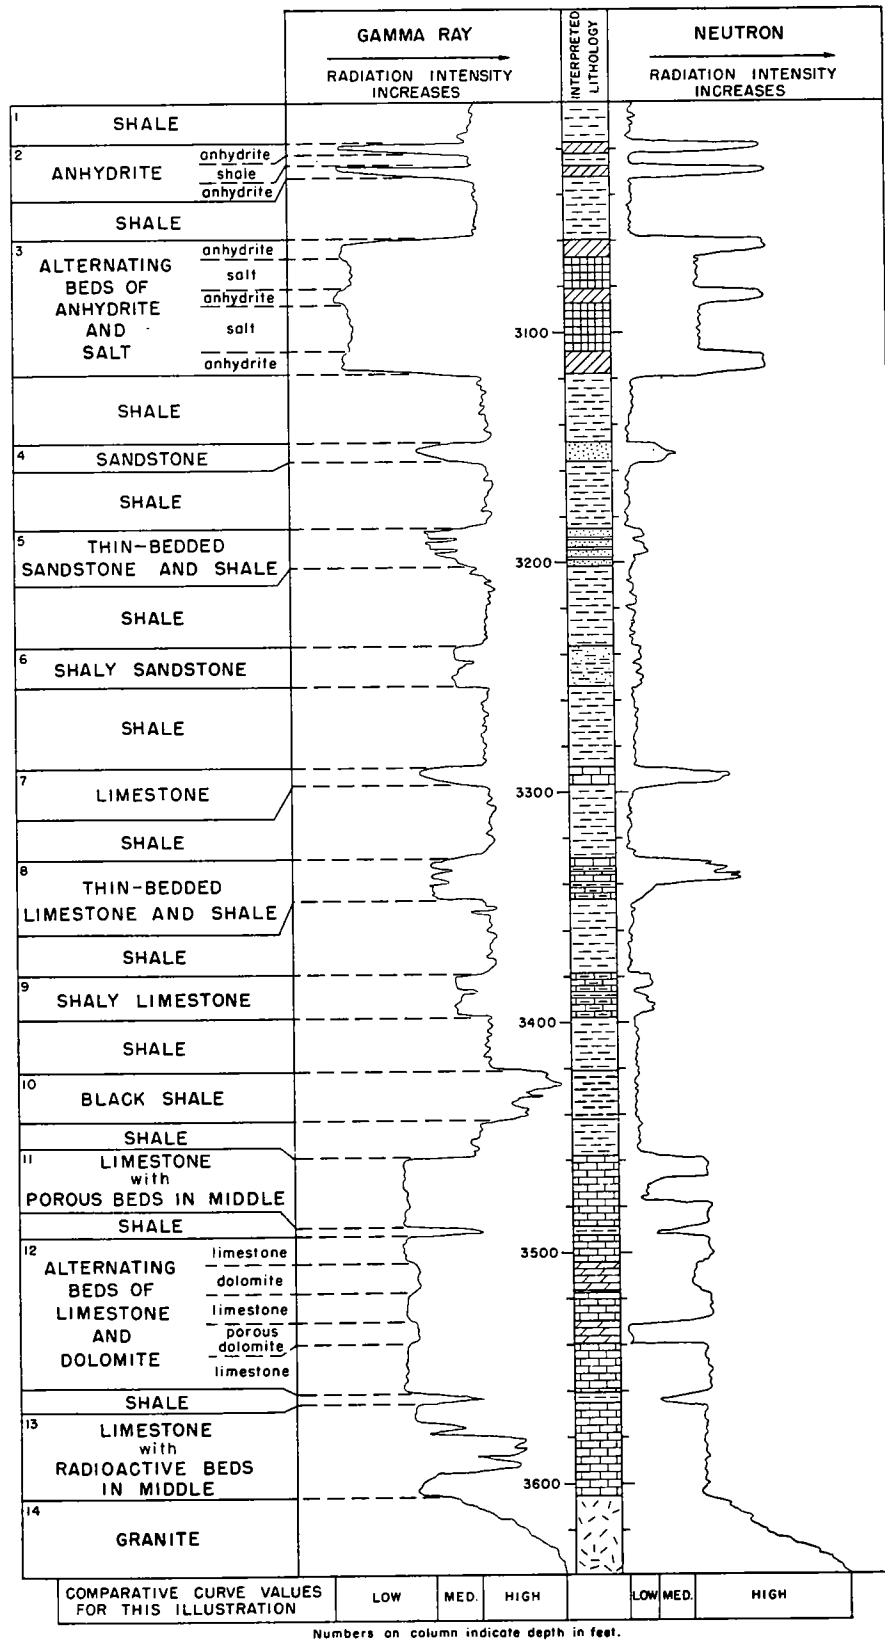 GAMMA RAY
RADIATION INTENSITY
INCREASES
INTERPRETED
LITHOLOGY
NEUTRON
RADIATION INTENSITY
INCREASES
1
SHALE
2
ANHYDRITE
anhydrite
shale
anhydrite
SHALE
3
ALTERNATING
BEDS OF
ANHYDRITE
AND
SALT
anhydrite
salt
anhydrite
salt
anhydrite
3100
SHALE
4
SANDSTONE
SHALE
5
THIN-BEDDED
SANDSTONE AND SHALE
3200
SHALE
6
SHALY SANDSTONE
SHALE
7
LIMESTONE
3300
SHALE
8
THIN-BEDDED
LIMESTONE AND SHALE
SHALE
9
SHALY LIMESTONE
3400
SHALE
10
BLACK SHALE
SHALE
11
LIMESTONE
with
POROUS BEDS IN MIDDLE
SHALE
12
ALTERNATING
BEDS OF
LIMESTONE
AND
DOLOMITE
limestone
dolomite
limestone
porous
dolomite
limestone
3500
SHALE
13
LIMESTONE
with
RADIOACTIVE BEDS
IN MIDDLE
3600
14
GRANITE
COMPARATIVE CURVE VALUES
FOR THIS ILLUSTRATION
LOW
MED.
HIGH
LOW
MED.
HIGH
Numbers on column indicate depth in feet.